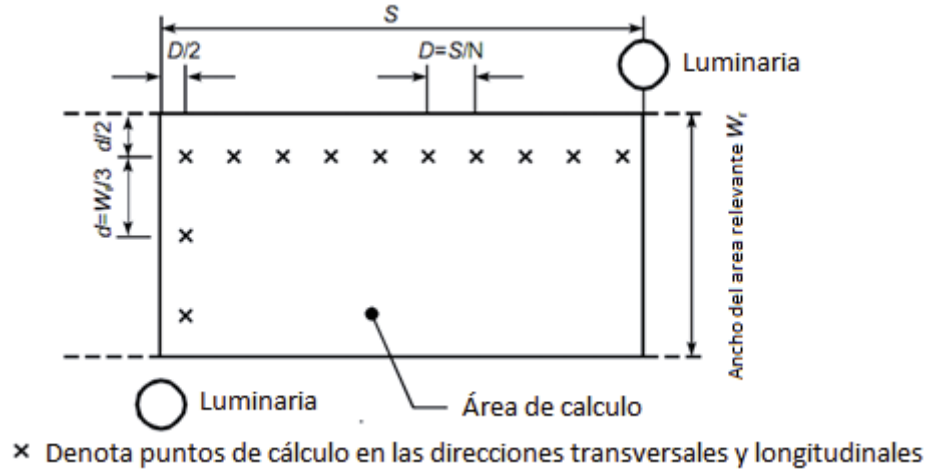 S
D/2
D=S/N
Luminaria
d/2
d=Wr/3
Ancho del area relevante Wr
Luminaria
Área de calculo
× Denota puntos de cálculo en las direcciones transversales y longitudinales